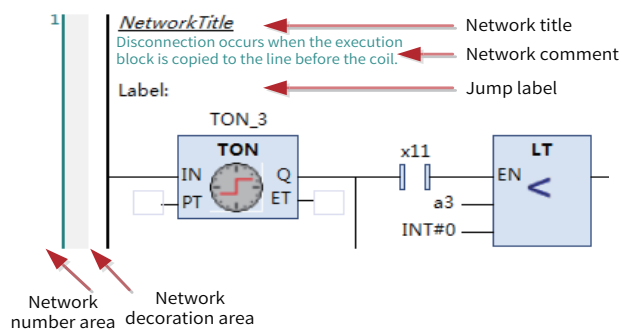 1
NetworkTitle
Network title
Disconnection occurs when the execution
block is copied to the line before the coil.
Network comment
Label:
Jump label
TON_3
TON
x11
LT
IN
Q
EN
PT
ET
<
a3
INT#0
Network
number area
Network
decoration area